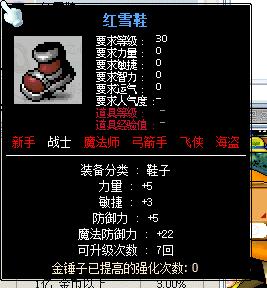 红雪鞋
要求等级： 30
要求力量： 0
要求敏捷： 0
要求智力： 0
要求运气： 0
要求人气度： -
道具等级： -
道具经验值： -
新手 战士 魔法师 弓箭手 飞侠 海盗
装备分类： 鞋子
力量： +5
敏捷： +3
防御力： +5
魔法防御力： +22
可升级次数： 7回
金锤子已提高的强化次数: 0
3.00%